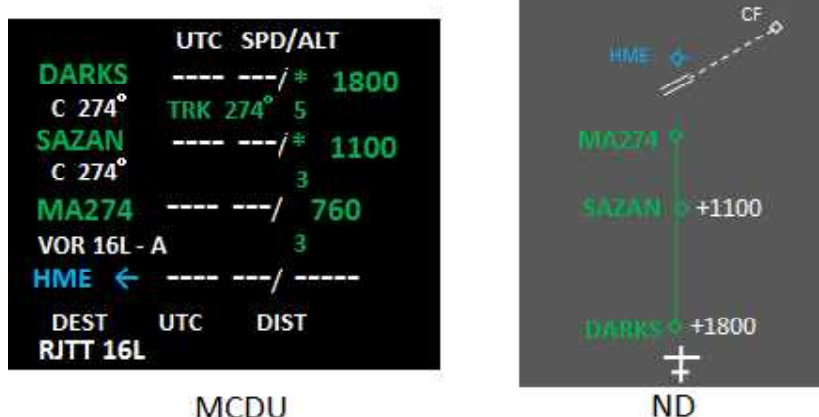 UTC SPD/ALT
DARKS ---- ---/ * 1800
C 274° TRK 274° 5
SAZAN ---- ---/ * 1100
C 274° 3
MA274 ---- ---/ 760
VOR 16L - A 3
HME ← ---- ---/ -----
DEST UTC DIST
RJTT 16L
MCDU
CF
HME
MA274
SAZAN +1100
DARKS +1800
ND